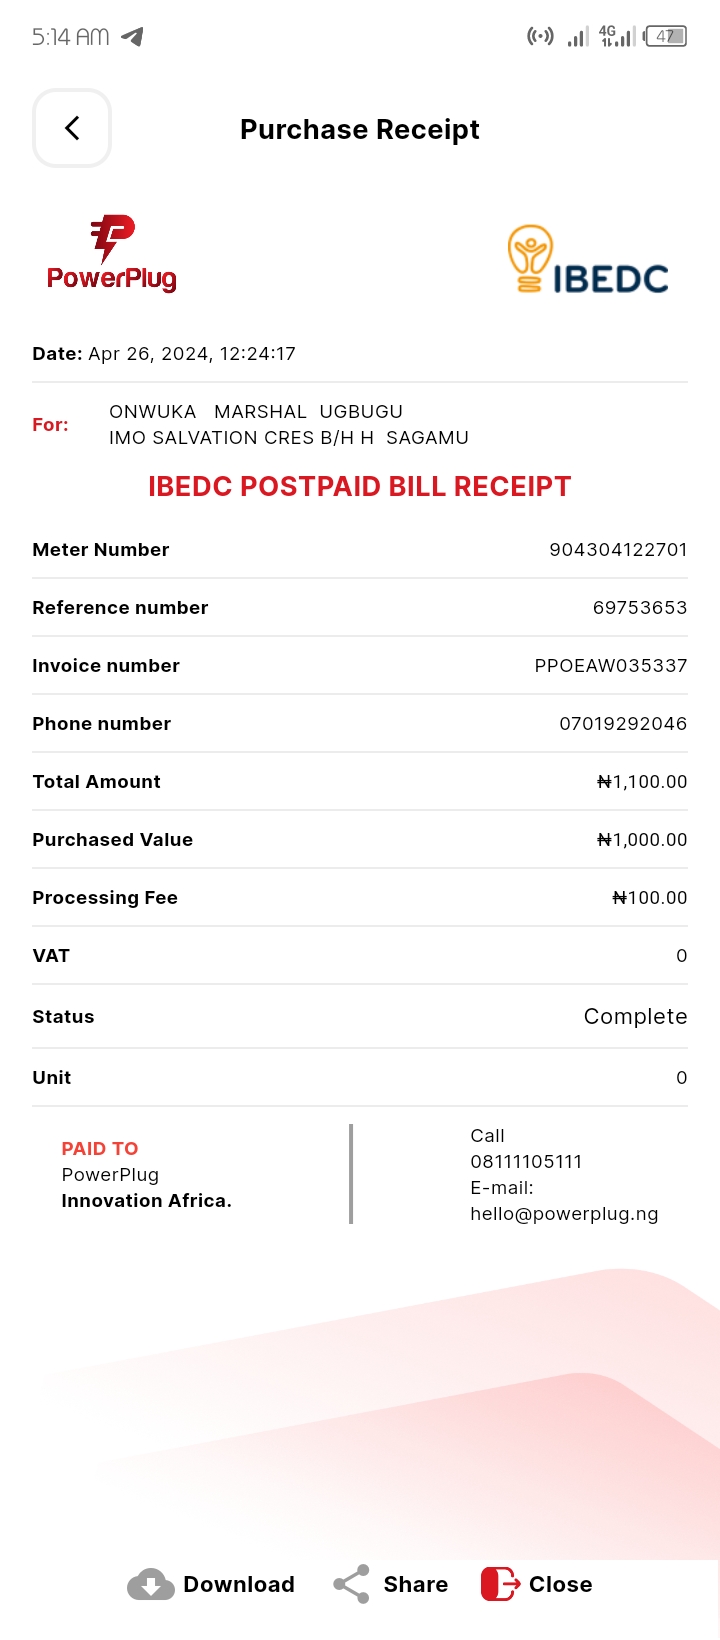 5:14 AM
4G
47
Purchase Receipt
PowerPlug
IBEDC
Date: Apr 26, 2024, 12:24:17
For:
ONWUKA   MARSHAL  UGBUGU
IMO SALVATION CRES B/H H  SAGAMU
IBEDC POSTPAID BILL RECEIPT
Meter Number 904304122701
Reference number 69753653
Invoice number PPOEAW035337
Phone number 07019292046
Total Amount ₦1,100.00
Purchased Value ₦1,000.00
Processing Fee ₦100.00
VAT 0
Status Complete
Unit 0
PAID TO
PowerPlug
Innovation Africa.
Call
08111105111
E-mail:
hello@powerplug.ng
Download Share Close